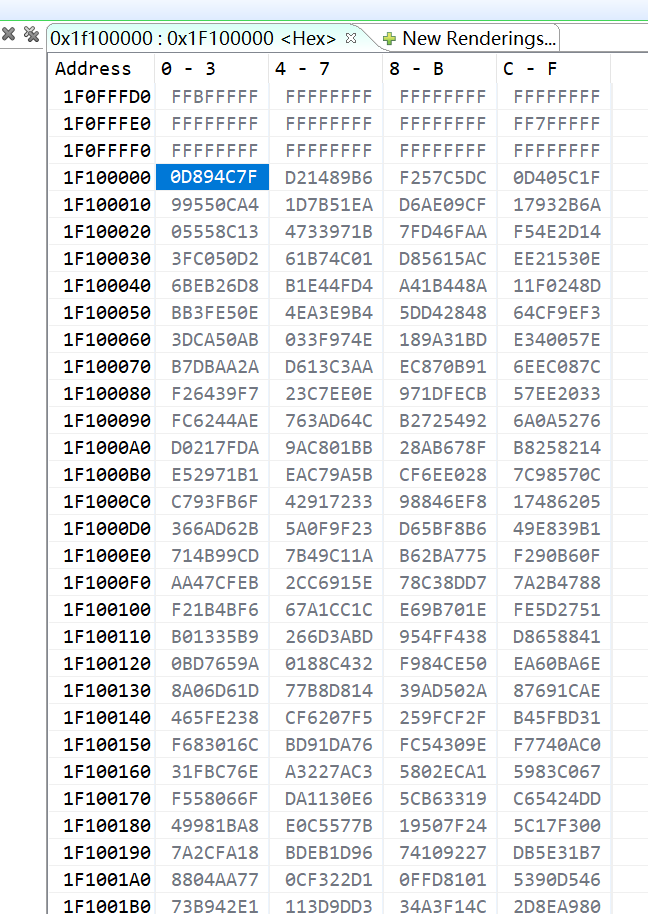 0x1f100000 : 0x1F100000 <Hex> New Renderings...
Address 0 - 3 4 - 7 8 - B C - F
1F0FFFD0 FFBFFFFF FFFFFFFF FFFFFFFF FFFFFFFF
1F0FFFE0 FFFFFFFF FFFFFFFF FFFFFFFF FF7FFFFF
1F0FFFF0 FFFFFFFF FFFFFFFF FFFFFFFF FFFFFFFF
1F100000 0D894C7F D21489B6 F257C5DC 0D405C1F
1F100010 99550CA4 1D7B51EA D6AE09CF 17932B6A
1F100020 05558C13 4733971B 7FD46FAA F54E2D14
1F100030 3FC050D2 61B74C01 D85615AC EE21530E
1F100040 6BEB26D8 B1E44FD4 A41B448A 11F0248D
1F100050 BB3FE50E 4EA3E9B4 5DD42848 64CF9EF3
1F100060 3DCA50AB 033F974E 189A31BD E340057E
1F100070 B7DBAA2A D613C3AA EC870B91 6EEC087C
1F100080 F26439F7 23C7EE0E 971DFECB 57EE2033
1F100090 FC6244AE 763AD64C B2725492 6A0A5276
1F1000A0 D0217FDA 9AC801BB 28AB678F B8258214
1F1000B0 E52971B1 EAC79A5B CF6EE028 7C98570C
1F1000C0 C793FB6F 42917233 98846EF8 17486205
1F1000D0 366AD62B 5A0F9F23 D65BF8B6 49E839B1
1F1000E0 714B99CD 7B49C11A B62BA775 F290B60F
1F1000F0 AA47CFEB 2CC6915E 78C38DD7 7A2B4788
1F100100 F21B4BF6 67A1CC1C E69B701E FE5D2751
1F100110 B01335B9 266D3ABD 954FF438 D8658841
1F100120 0BD7659A 0188C432 F984CE50 EA60BA6E
1F100130 8A06D61D 77B8D814 39AD502A 87691CAE
1F100140 465FE238 CF6207F5 259FCF2F B45FBD31
1F100150 F683016C BD91DA76 FC54309E F7740AC0
1F100160 31FBC76E A3227AC3 5802ECA1 5983C067
1F100170 F558066F DA1130E6 5CB63319 C65424DD
1F100180 49981BA8 E0C5577B 19507F24 5C17F300
1F100190 7A2CFA18 BDEB1D96 74109227 DB5E31B7
1F1001A0 8804AA77 0CF322D1 0FFD8101 5390D546
1F1001B0 73B942E1 113D9DD3 34A3F14C 2D8EA980